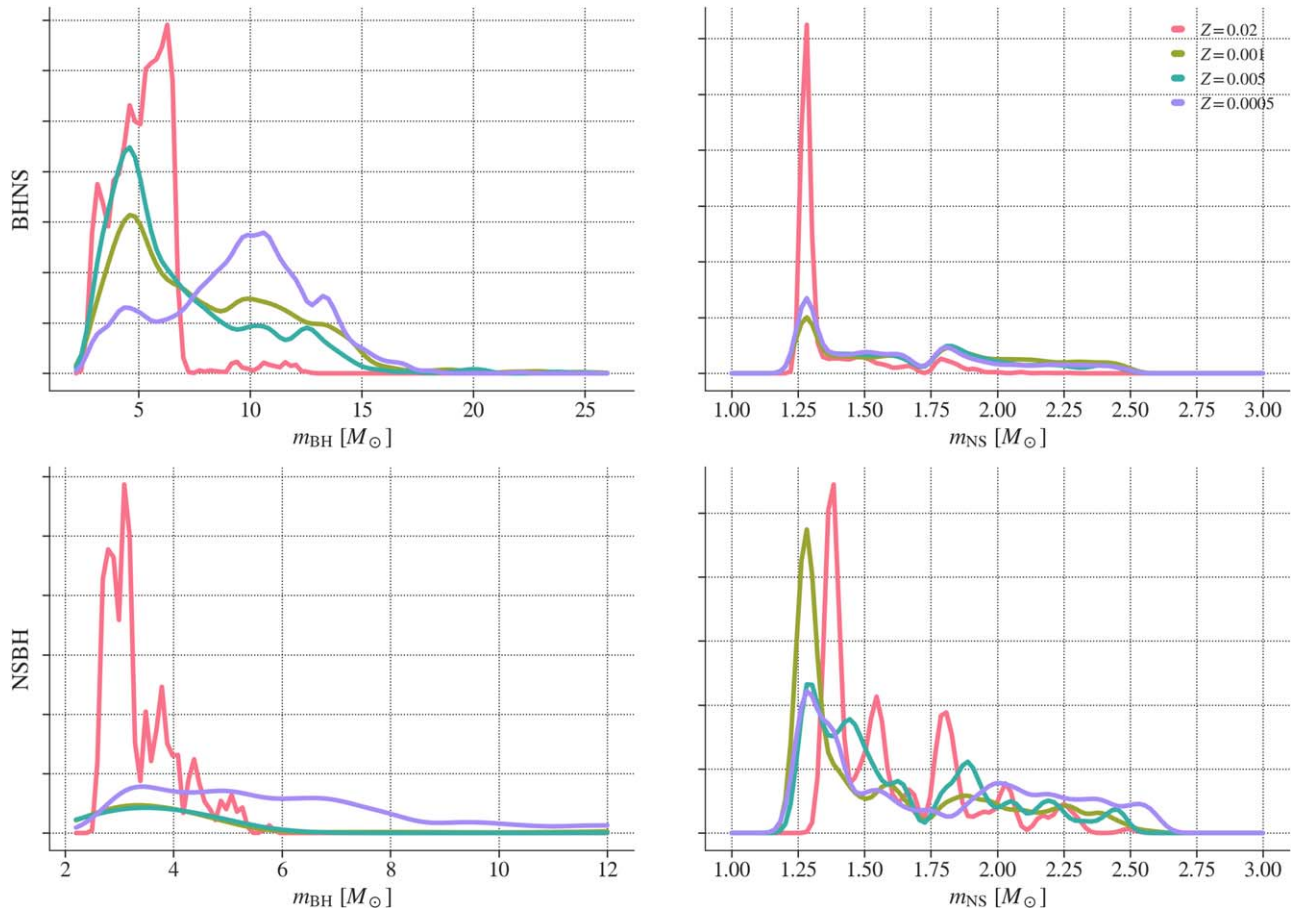 BHNS
5 10 15 20 25
m_BH [M_⊙]
Z = 0.02
Z = 0.001
Z = 0.005
Z = 0.0005
1.00 1.25 1.50 1.75 2.00 2.25 2.50 2.75 3.00
m_NS [M_⊙]
NSBH
2 4 6 8 10 12
m_BH [M_⊙]
1.00 1.25 1.50 1.75 2.00 2.25 2.50 2.75 3.00
m_NS [M_⊙]